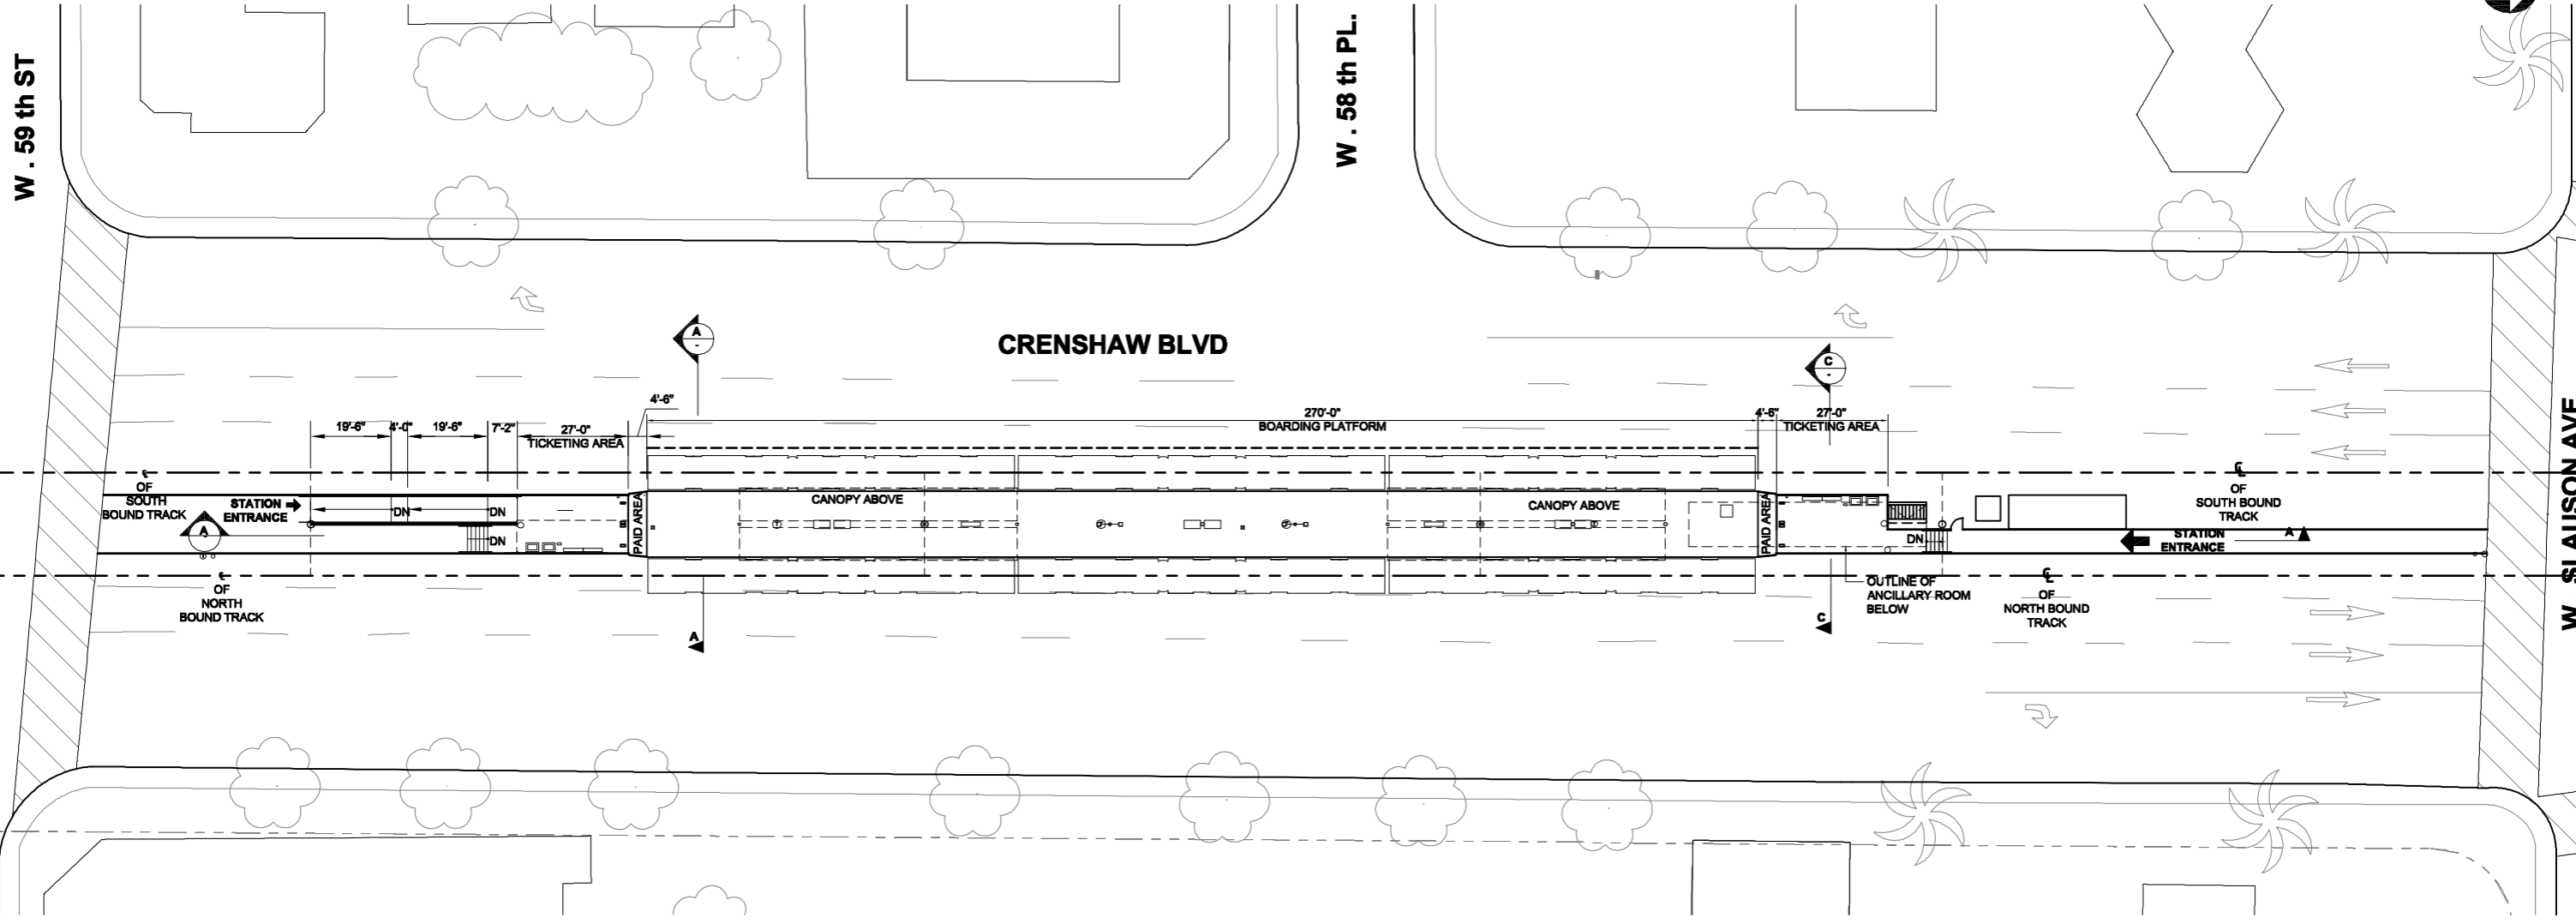 W . 59 th ST
W . 58 th PL.
CRENSHAW BLVD
A
-
C
-
4'-6"
19'-6"
4'-0"
19'-6"
7'-2"
27'-0"
TICKETING AREA
270'-0"
BOARDING PLATFORM
4'-6"
27'-0"
TICKETING AREA
W . SLAUSON AVE
OF
SOUTH
BOUND TRACK
STATION
ENTRANCE
DN
DN
DN
A
PAID AREA
CANOPY ABOVE
CANOPY ABOVE
PAID AREA
DN
OF
SOUTH BOUND
TRACK
STATION
ENTRANCE
A
OF
NORTH
BOUND TRACK
OUTLINE OF
ANCILLARY ROOM
BELOW
OF
NORTH BOUND
TRACK
A
C